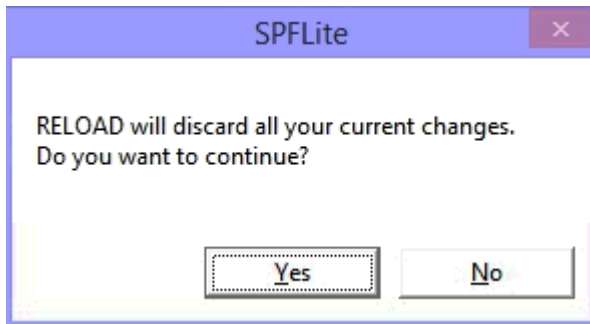 SPFLite
RELOAD will discard all your current changes.
Do you want to continue?
Yes
No